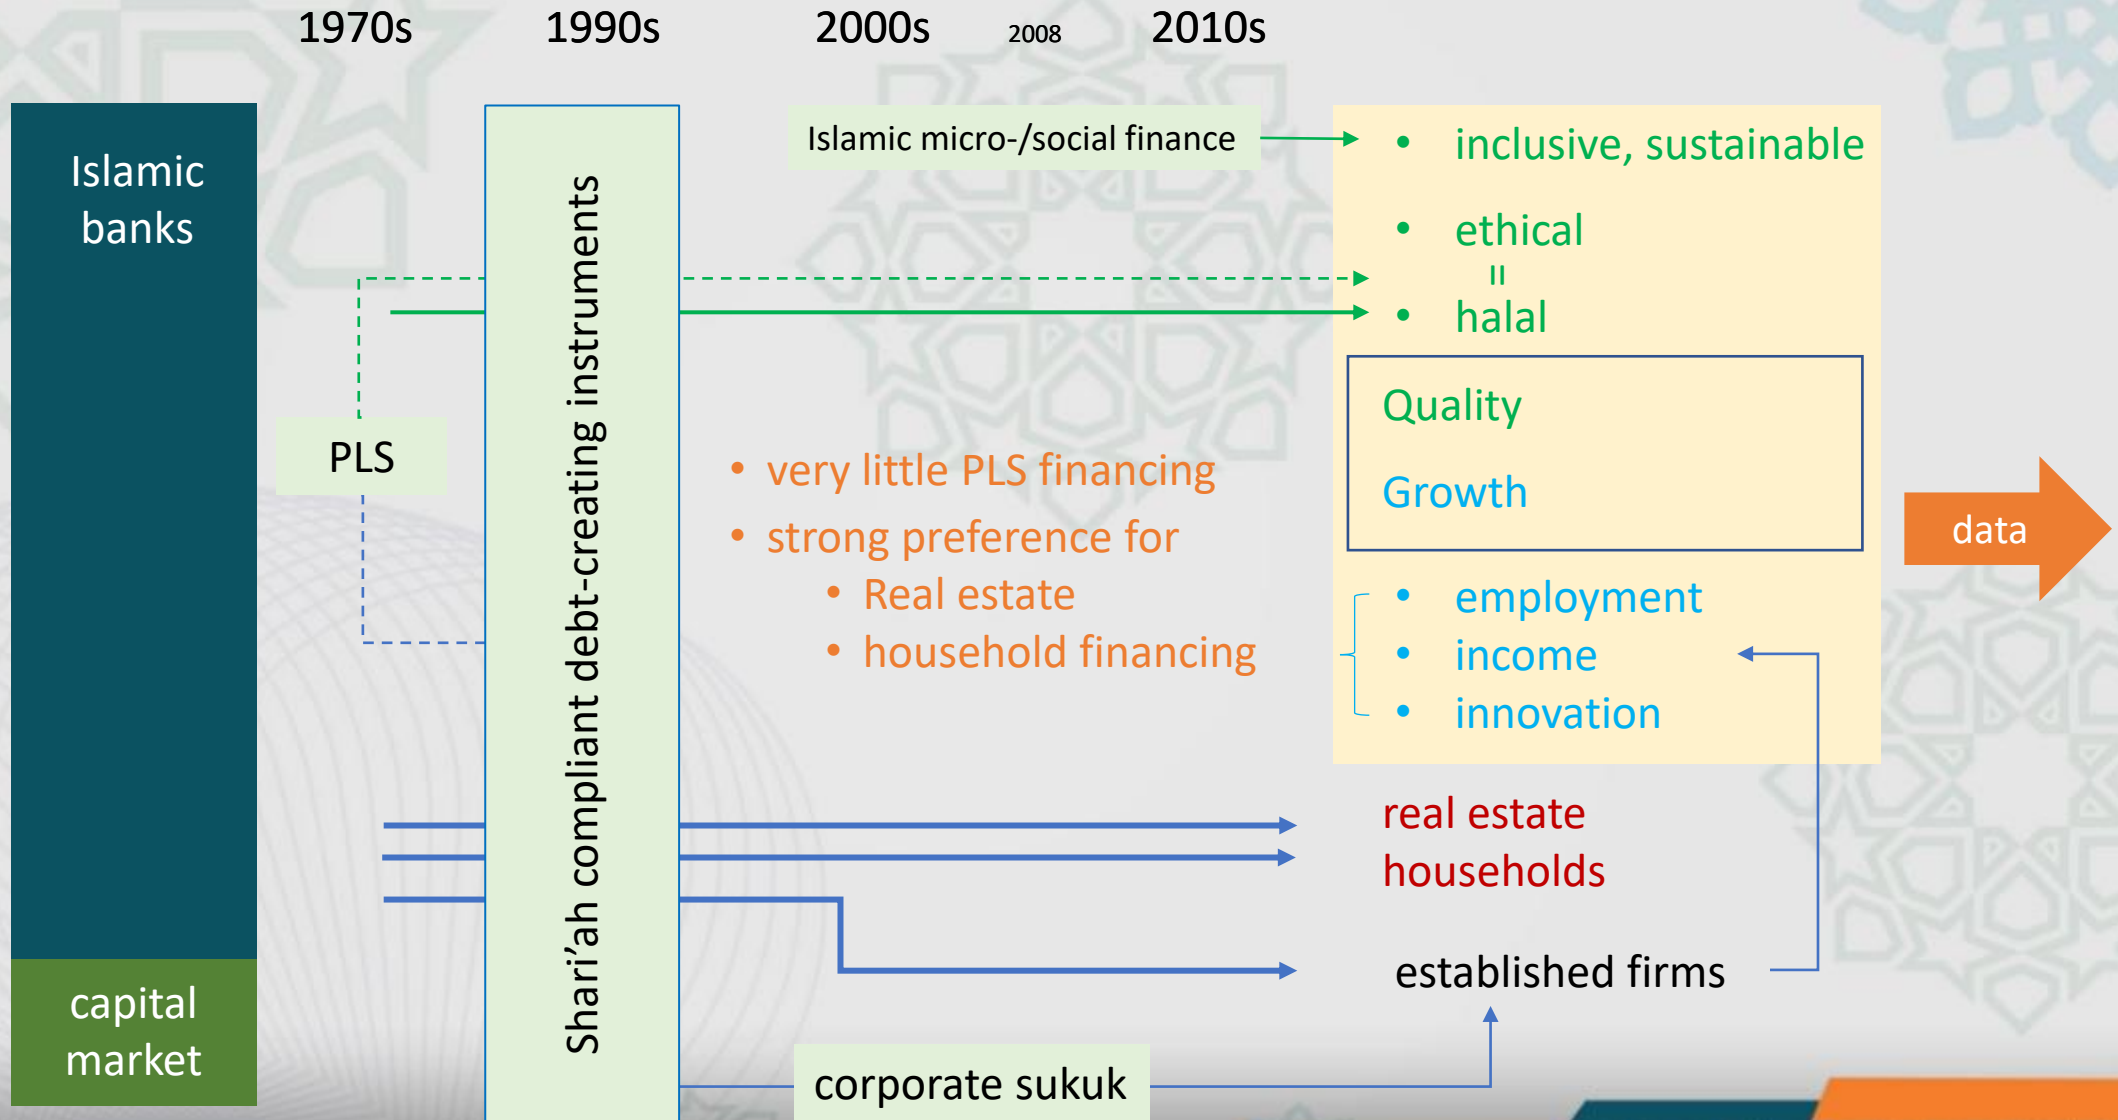 1970s 1990s 2000s 2008 2010s
Islamic
banks
capital
market
PLS
Shari’ah compliant debt-creating instruments
Islamic micro-/social finance
• very little PLS financing
• strong preference for
• Real estate
• household financing
corporate sukuk
• inclusive, sustainable
• ethical
=
• halal
Quality
Growth
• employment
• income
• innovation
real estate
households
established firms
data